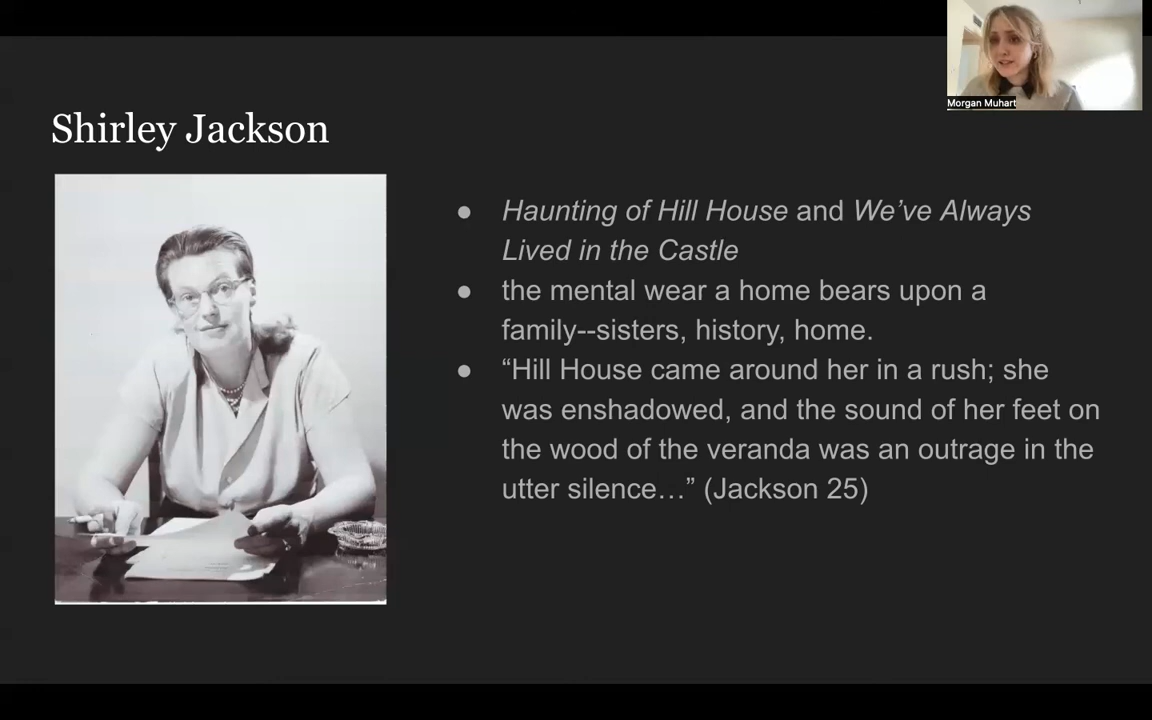 Morgan Muhart
Shirley Jackson
● Haunting of Hill House and We’ve Always
Lived in the Castle
● the mental wear a home bears upon a
family--sisters, history, home.
● “Hill House came around her in a rush; she
was enshadowed, and the sound of her feet on
the wood of the veranda was an outrage in the
utter silence…” (Jackson 25)